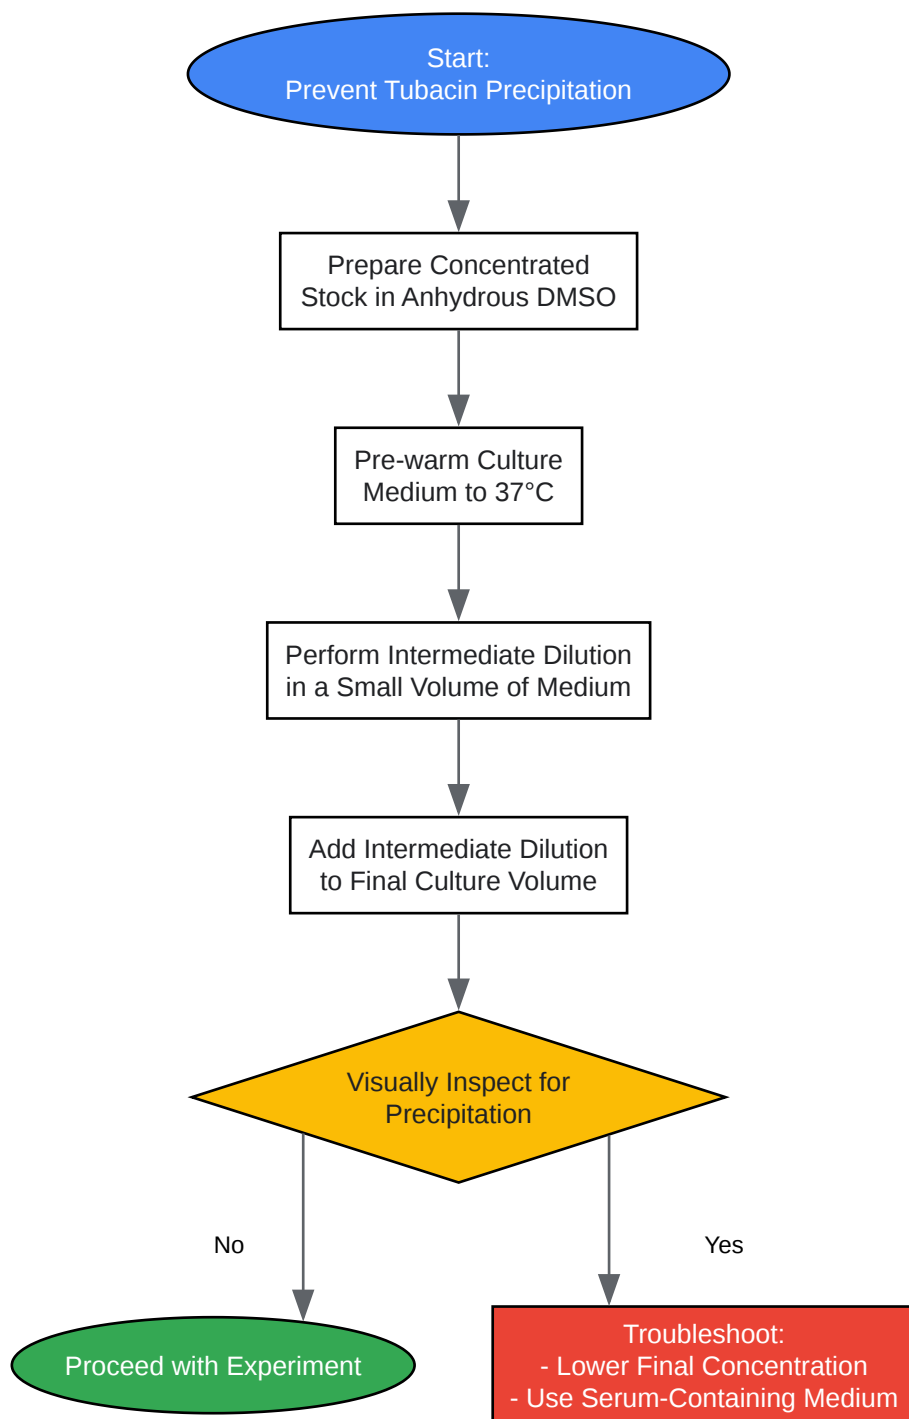 Start:
Prevent Tubacin Precipitation
Prepare Concentrated
Stock in Anhydrous DMSO
Pre-warm Culture
Medium to 37°C
Perform Intermediate Dilution
in a Small Volume of Medium
Add Intermediate Dilution
to Final Culture Volume
Visually Inspect for
Precipitation
No
Yes
Proceed with Experiment
Troubleshoot:
- Lower Final Concentration
- Use Serum-Containing Medium